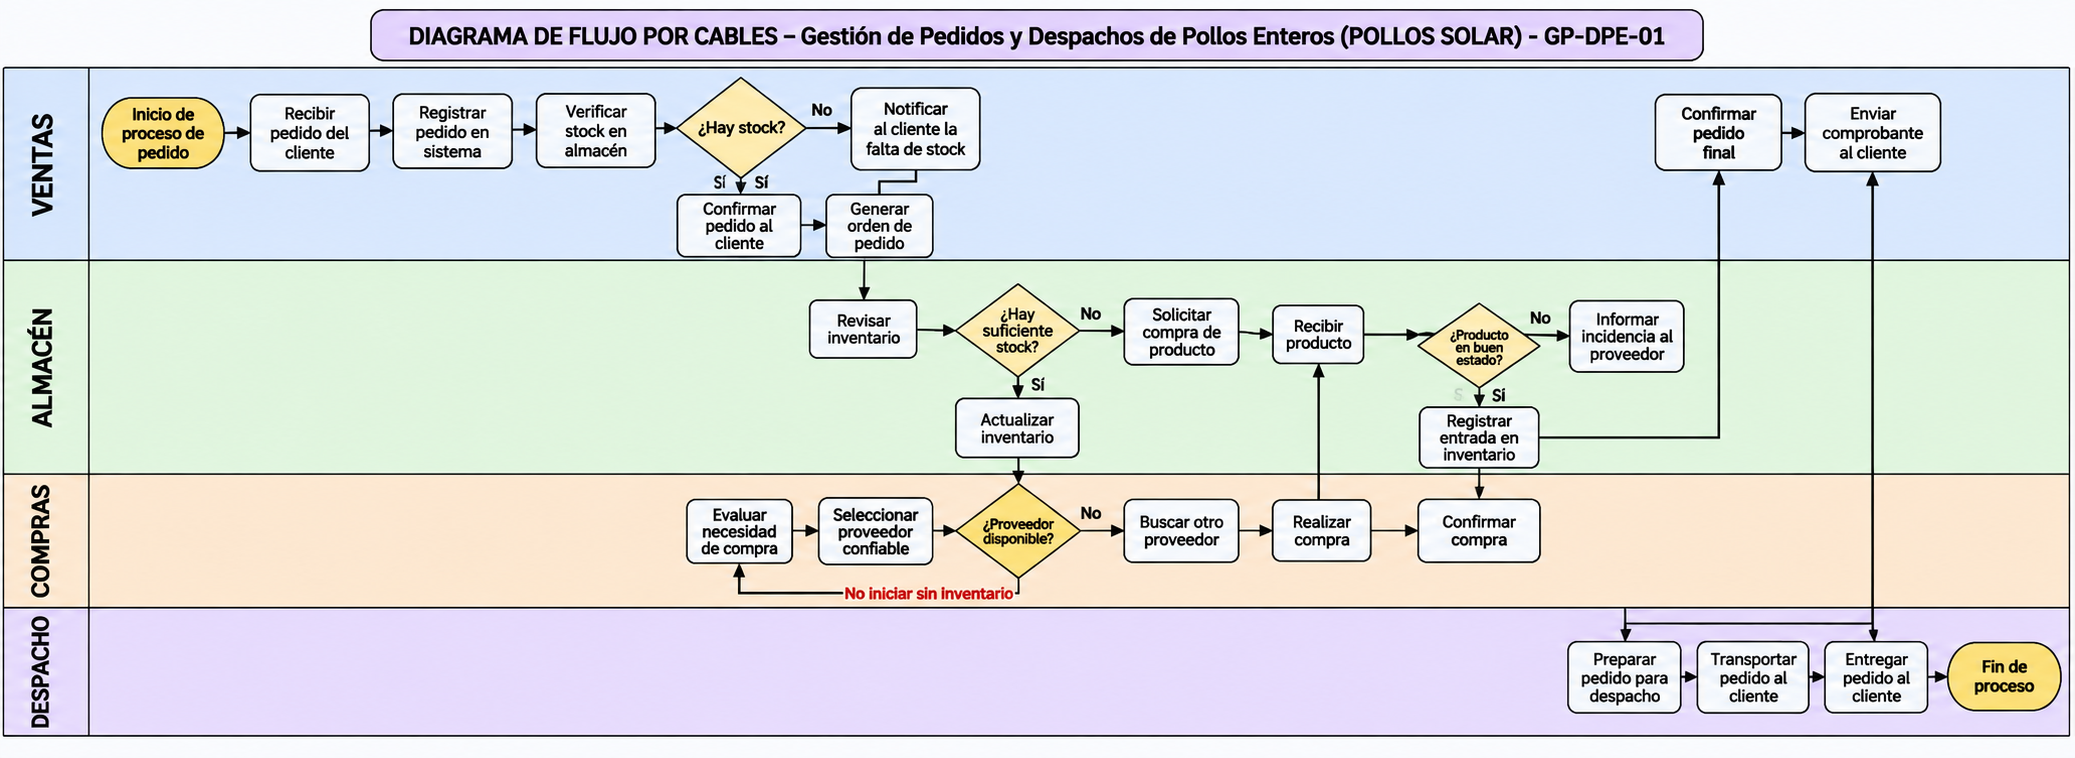 DIAGRAMA DE FLUJO POR CABLES – Gestión de Pedidos y Despachos de Pollos Enteros (POLLOS SOLAR) - GP-DPE-01
VENTAS
Inicio de
proceso de
pedido
Recibir
pedido del
cliente
Registrar
pedido en
sistema
Verificar
stock en
almacén
¿Hay stock?
No
Notificar
al cliente la
falta de stock
Sí
Sí
Confirmar
pedido al
cliente
Generar
orden de
pedido
Confirmar
pedido
final
Enviar
comprobante
al cliente
ALMACÉN
Revisar
inventario
¿Hay
suficiente
stock?
No
Solicitar
compra de
producto
Recibir
producto
¿Producto
en buen
estado?
No
Informar
incidencia al
proveedor
Sí
Actualizar
inventario
S
Sí
Registrar
entrada en
inventario
COMPRAS
Evaluar
necesidad
de compra
Seleccionar
proveedor
confiable
¿Proveedor
disponible?
No
Buscar otro
proveedor
Realizar
compra
Confirmar
compra
No iniciar sin inventario
DESPACHO
Preparar
pedido para
despacho
Transportar
pedido al
cliente
Entregar
pedido al
cliente
Fin de
proceso